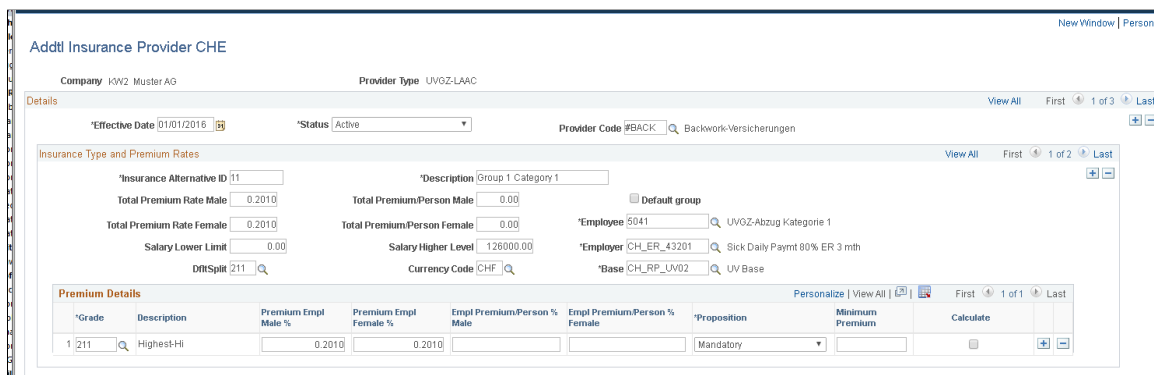 New Window | Person
Addtl Insurance Provider CHE
Company KW2 Muster AG Provider Type UVGZ-LAAC
Details View All First 1 of 3 Last
*Effective Date 01/01/2016 *Status Active Provider Code #BACK Backwork-Versicherungen
Insurance Type and Premium Rates View All First 1 of 2 Last
*Insurance Alternative ID 11 *Description Group 1 Category 1
Total Premium Rate Male 0.2010 Total Premium/Person Male 0.00 Default group
Total Premium Rate Female 0.2010 Total Premium/Person Female 0.00 *Employee 5041 UVGZ-Abzug Kategorie 1
Salary Lower Limit 0.00 Salary Higher Level 126000.00 *Employer CH_ER_43201 Sick Daily Paymt 80% ER 3 mth
DfltSplit 211 Currency Code CHF *Base CH_RP_UV02 UV Base
Premium Details Personalize | View All | First 1 of 1 Last
*Grade Description Premium Empl Male % Premium Empl Female % Empl Premium/Person % Male Empl Premium/Person % Female *Proposition Minimum Premium Calculate
1 211 Highest-Hi 0.2010 0.2010 Mandatory